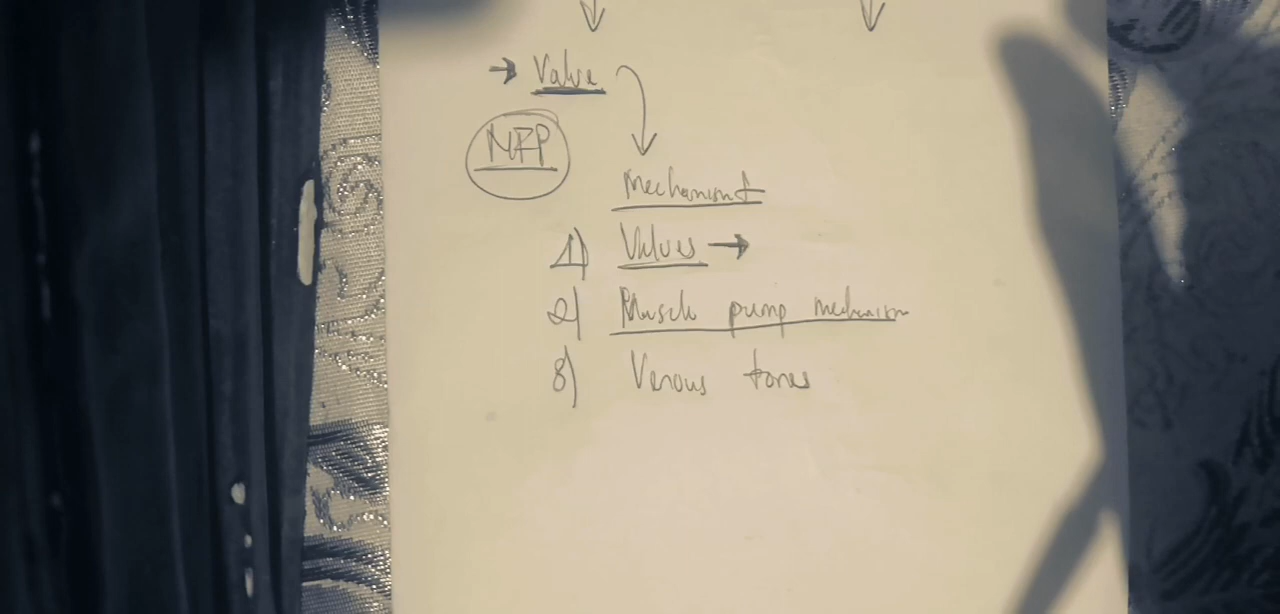 → Valve
NFP
Mechanism
1) Valves →
2) Muscle pump mechanism
3) Venous tones